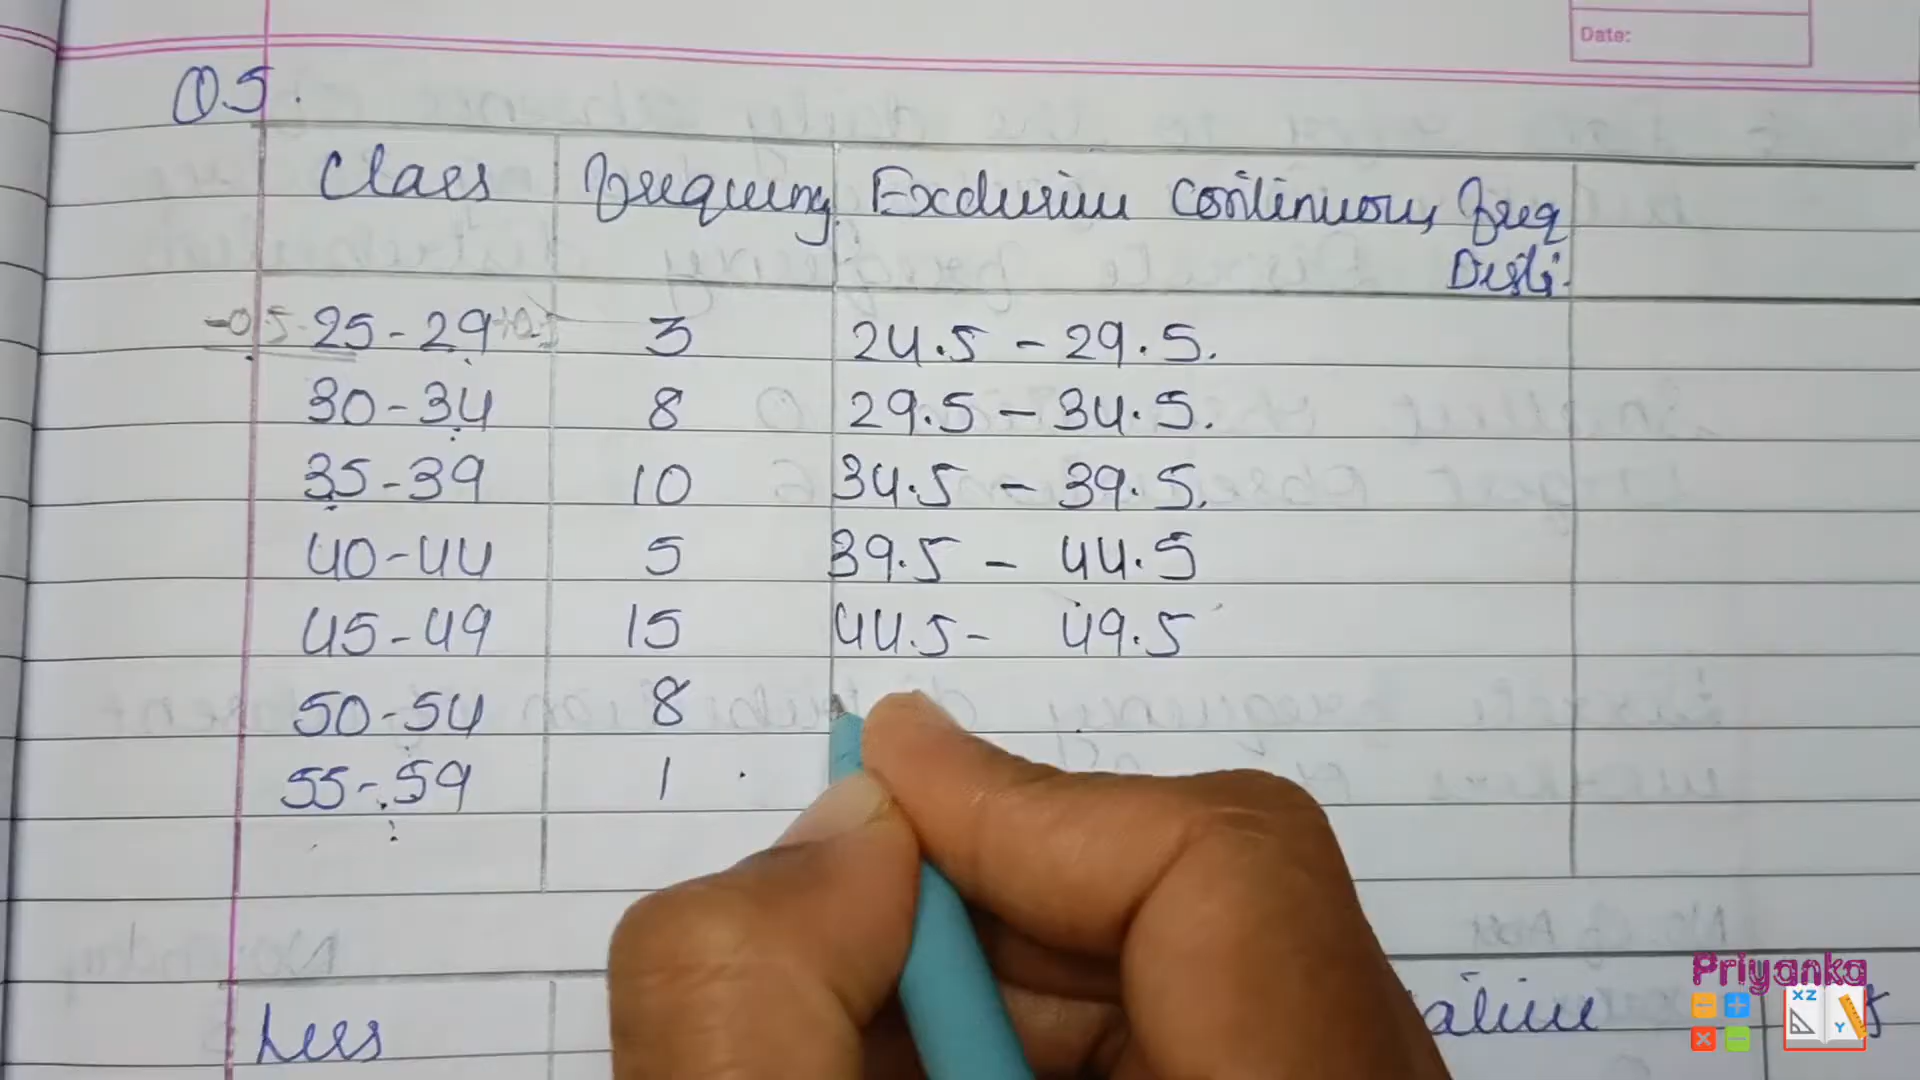 Date:
Q.5.
Class Frequency Exclusive Continuous Freq
Disti.
-0.5 25-29 +0.5 3 24.5 - 29.5.
30-34 8 29.5 - 34.5.
35-39 10 34.5 - 39.5.
40-44 5 39.5 - 44.5
45-49 15 44.5 - 49.5
50-54 8
55-59 1
Less
Priyanka
XZ
Y